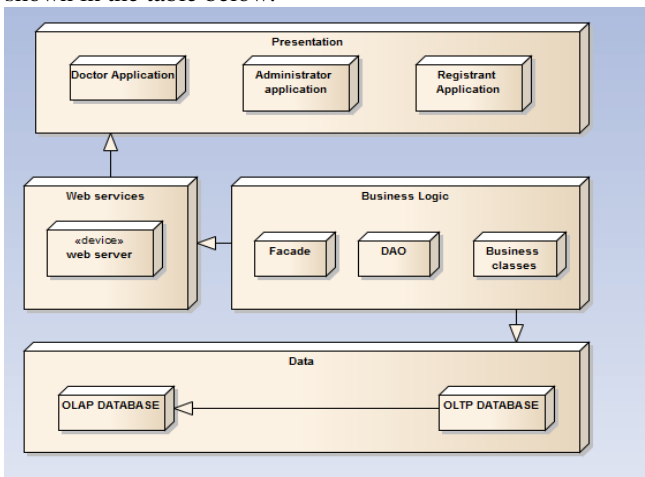 shown in the table below.
Presentation
Doctor Application
Administrator
application
Registrant
Application
Web services
«device»
web server
Business Logic
Facade
DAO
Business
classes
Data
OLAP DATABASE
OLTP DATABASE